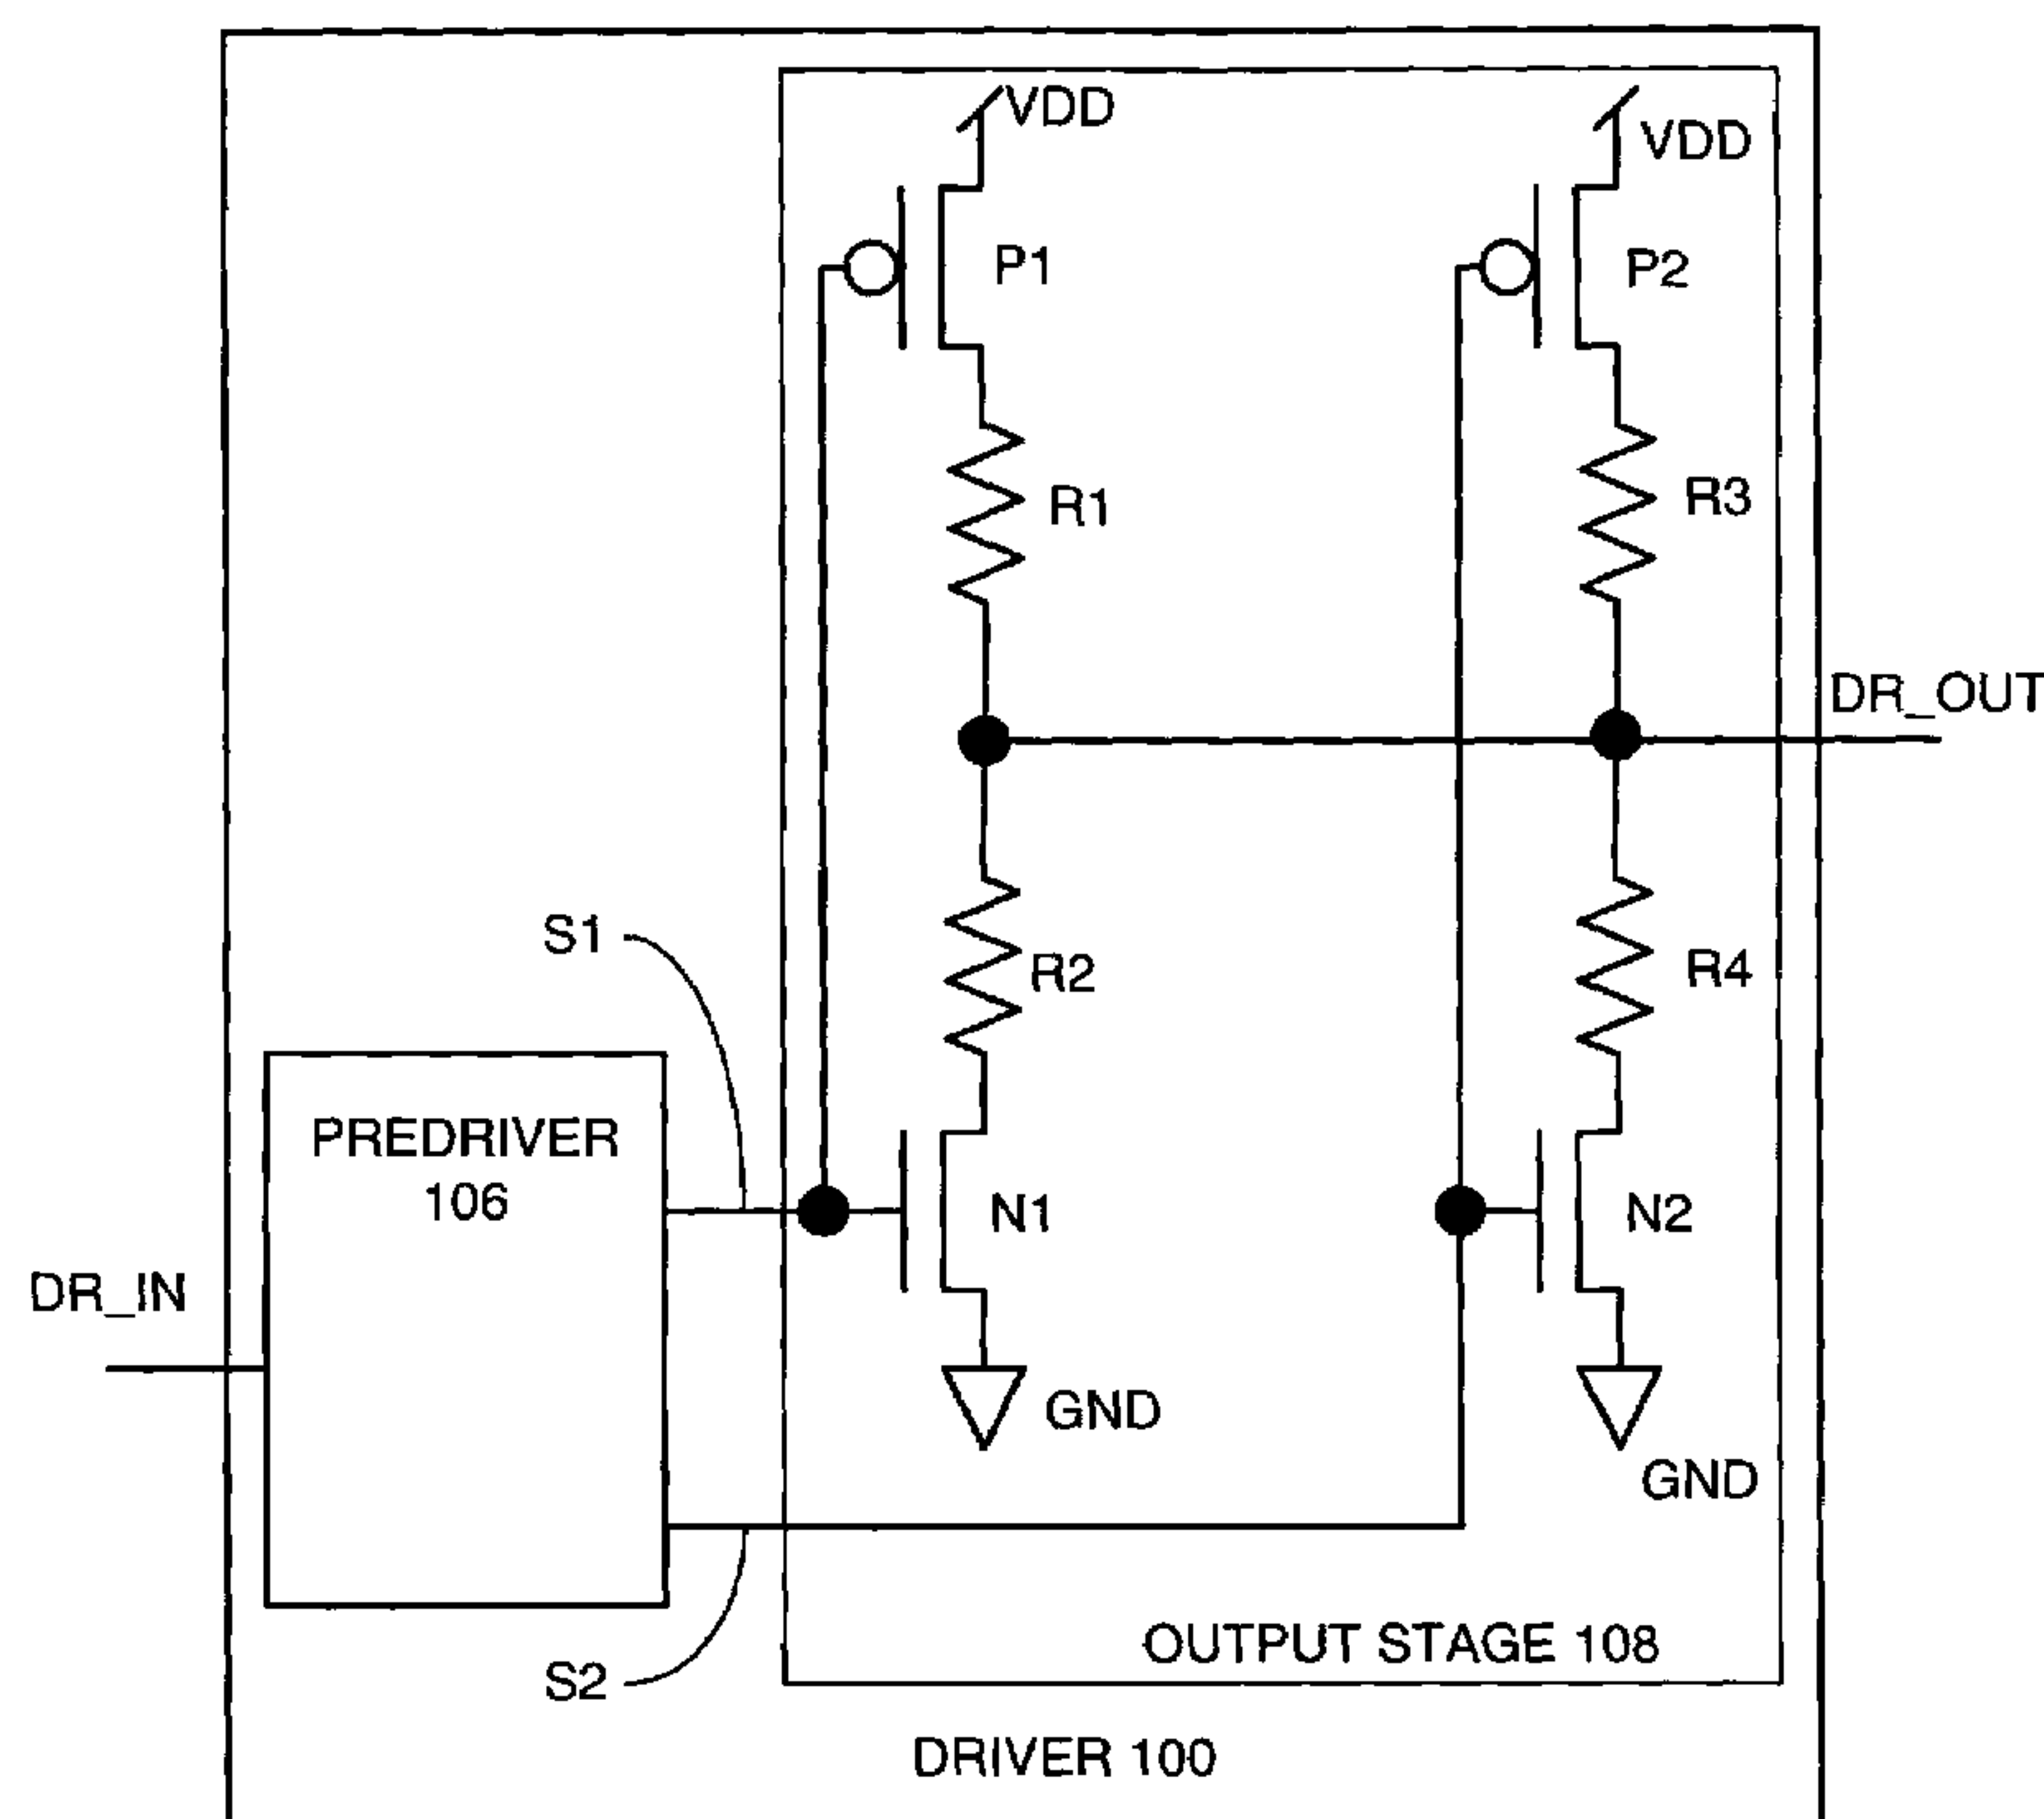 VDD
VDD
P1
P2
R1
R3
DR_OUT
S1
R2
R4
PREDRIVER
106
N1
N2
DR_IN
GND
GND
OUTPUT STAGE 108
S2
DRIVER 100